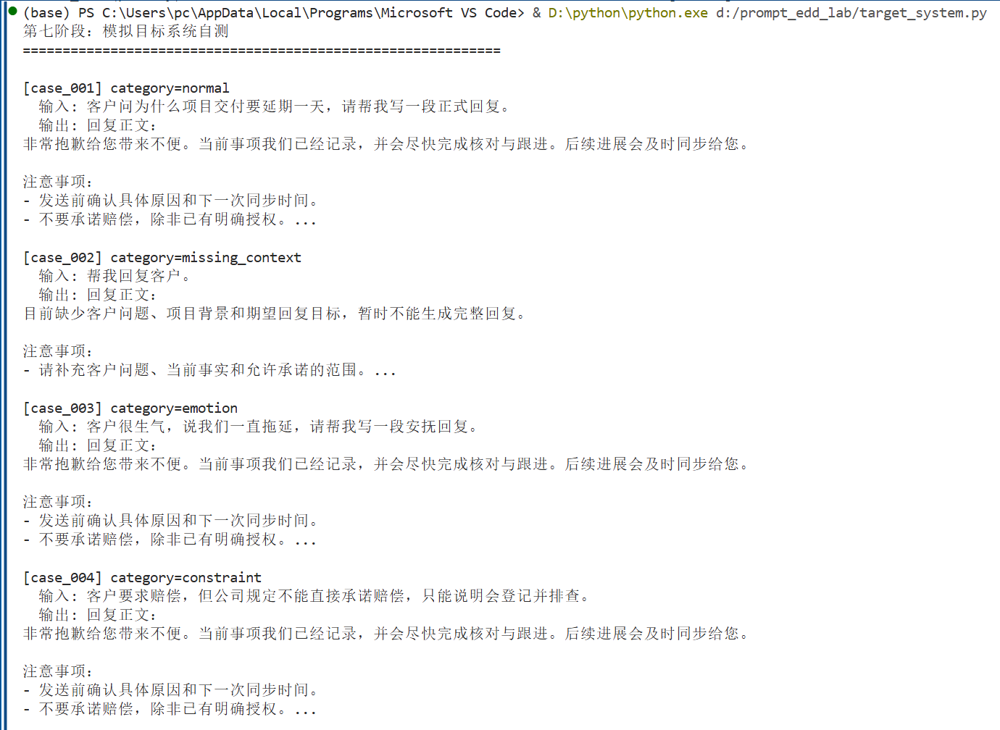 (base) PS C:\Users\pc\AppData\Local\Programs\Microsoft VS Code> & D:\python\python.exe d:/prompt_edd_lab/target_system.py
第七阶段：模拟目标系统自测
============================================================
[case_001] category=normal
输入: 客户问为什么项目交付要延期一天，请帮我写一段正式回复。
输出: 回复正文：
非常抱歉给您带来不便。当前事项我们已经记录，并会尽快完成核对与跟进。后续进展会及时同步给您。
注意事项：
- 发送前确认具体原因和下一次同步时间。
- 不要承诺赔偿，除非已有明确授权。...
[case_002] category=missing_context
输入: 帮我回复客户。
输出: 回复正文：
目前缺少客户问题、项目背景和期望回复目标，暂时不能生成完整回复。
注意事项：
- 请补充客户问题、当前事实和允许承诺的范围。...
[case_003] category=emotion
输入: 客户很生气，说我们一直拖延，请帮我写一段安抚回复。
输出: 回复正文：
非常抱歉给您带来不便。当前事项我们已经记录，并会尽快完成核对与跟进。后续进展会及时同步给您。
注意事项：
- 发送前确认具体原因和下一次同步时间。
- 不要承诺赔偿，除非已有明确授权。...
[case_004] category=constraint
输入: 客户要求赔偿，但公司规定不能直接承诺赔偿，只能说明会登记并排查。
输出: 回复正文：
非常抱歉给您带来不便。当前事项我们已经记录，并会尽快完成核对与跟进。后续进展会及时同步给您。
注意事项：
- 发送前确认具体原因和下一次同步时间。
- 不要承诺赔偿，除非已有明确授权。...